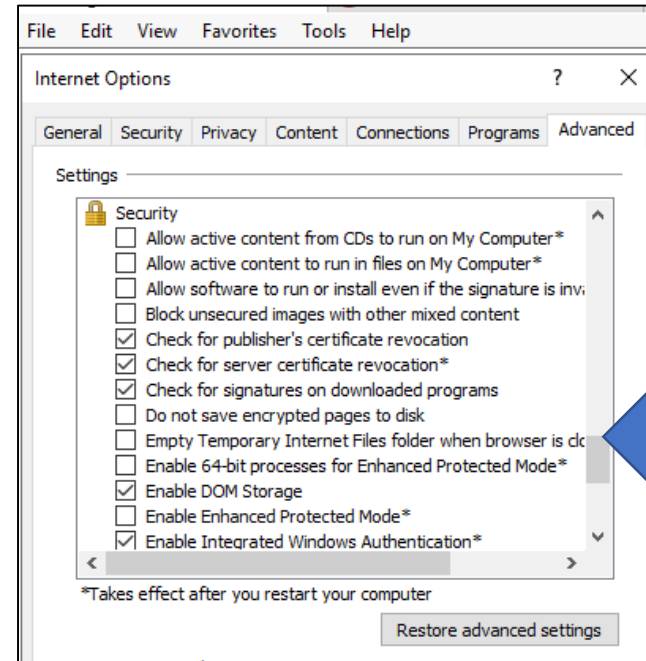 File Edit View Favorites Tools Help
Internet Options ? ×
General Security Privacy Content Connections Programs Advanced
Settings
Security
Allow active content from CDs to run on My Computer*
Allow active content to run in files on My Computer*
Allow software to run or install even if the signature is
Block unsecured images with other mixed content
Check for publisher's certificate revocation
Check for server certificate revocation*
Check for signatures on downloaded programs
Do not save encrypted pages to disk
Empty Temporary Internet Files folder when browser is
Enable 64-bit processes for Enhanced Protected Mode*
Enable DOM Storage
Enable Enhanced Protected Mode*
Enable Integrated Windows Authentication*
*Takes effect after you restart your computer
Restore advanced settings